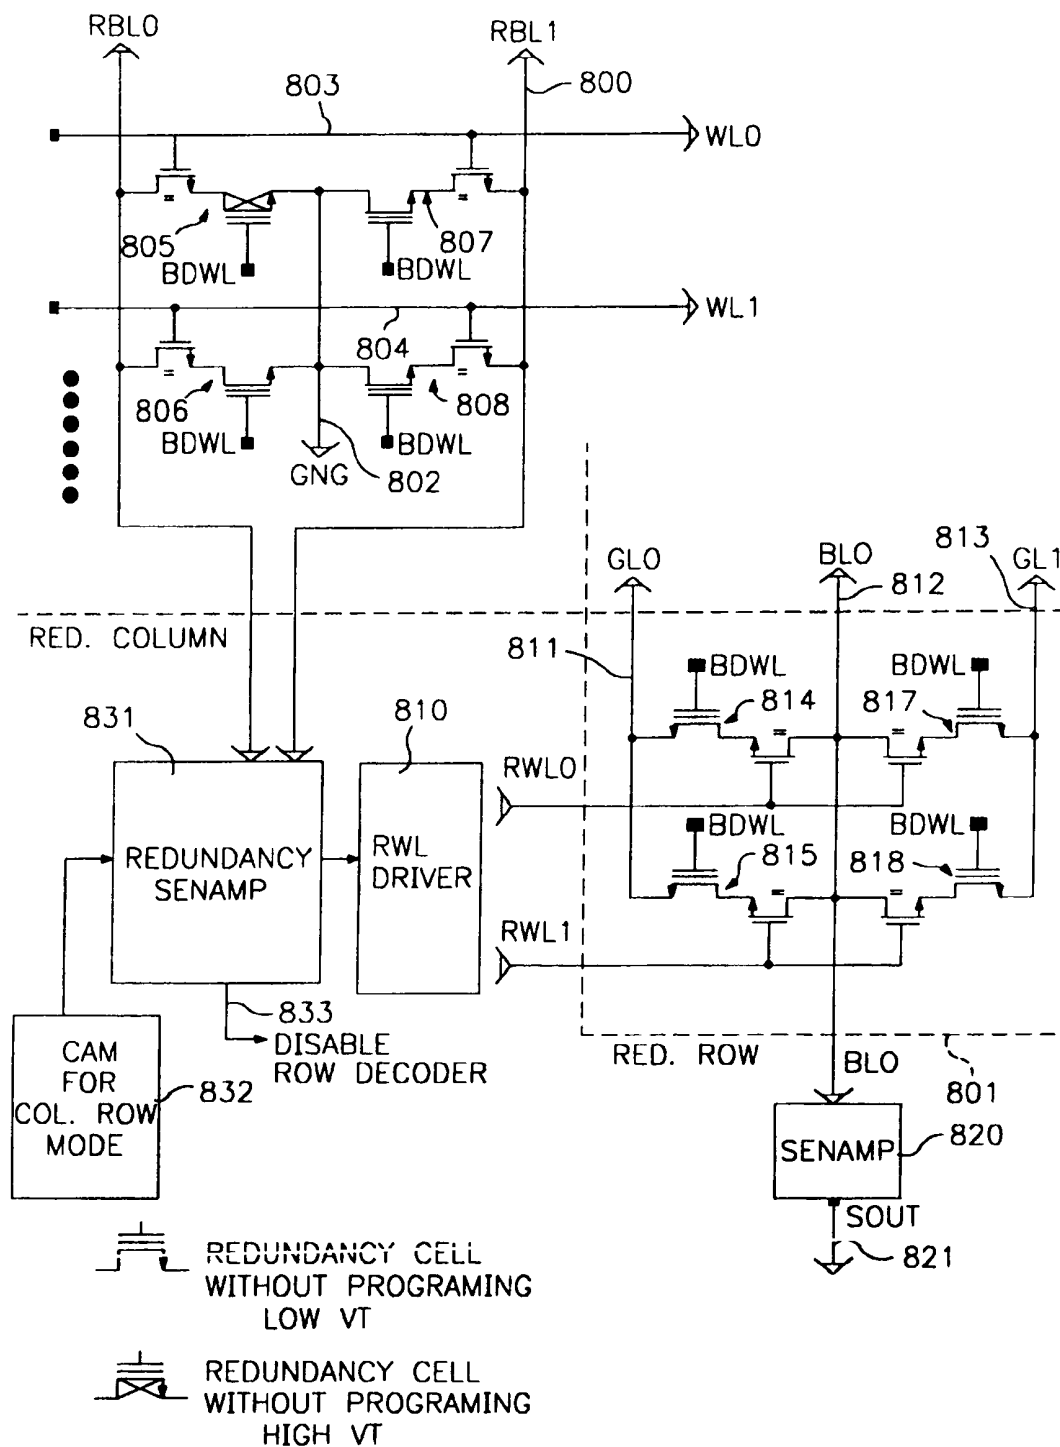 RBL0
RBL1
803
800
WL0
805
BDWL
807
BDWL
WL1
804
806
BDWL
808
BDWL
GNG
802
RED. COLUMN
GL0
BL0
813
GL1
812
811
BDWL
814
817
BDWL
RWL0
BDWL
815
818
BDWL
RWL1
831
810
REDUNDANCY
SENAMP
RWL
DRIVER
833
DISABLE
ROW DECODER
CAM
FOR
COL. ROW
MODE
832
RED. ROW
BL0
801
SENAMP
820
SOUT
821
REDUNDANCY CELL
WITHOUT PROGRAMING
LOW VT
REDUNDANCY CELL
WITHOUT PROGRAMING
HIGH VT